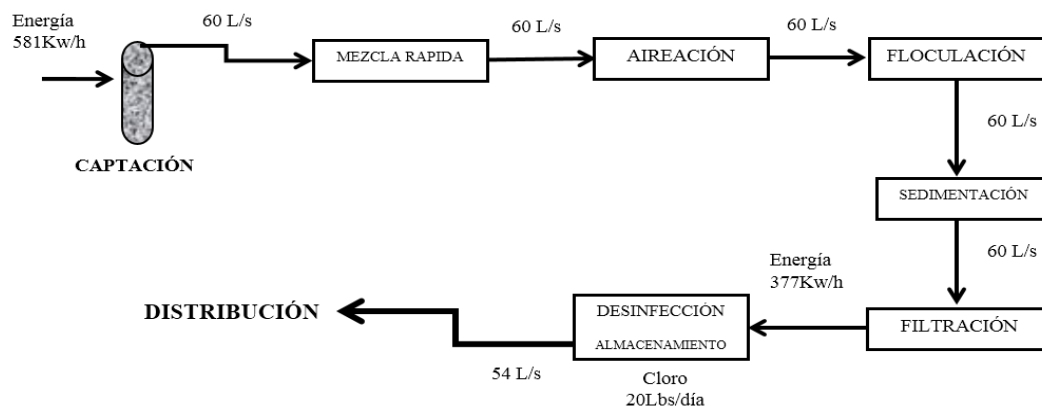 Energía
581Kw/h
60 L/s
MEZCLA RAPIDA
60 L/s
AIREACIÓN
60 L/s
FLOCULACIÓN
CAPTACIÓN
60 L/s
SEDIMENTACIÓN
60 L/s
Energía
377Kw/h
FILTRACIÓN
DESINFECCIÓN
ALMACENAMIENTO
Cloro
20Lbs/día
54 L/s
DISTRIBUCIÓN